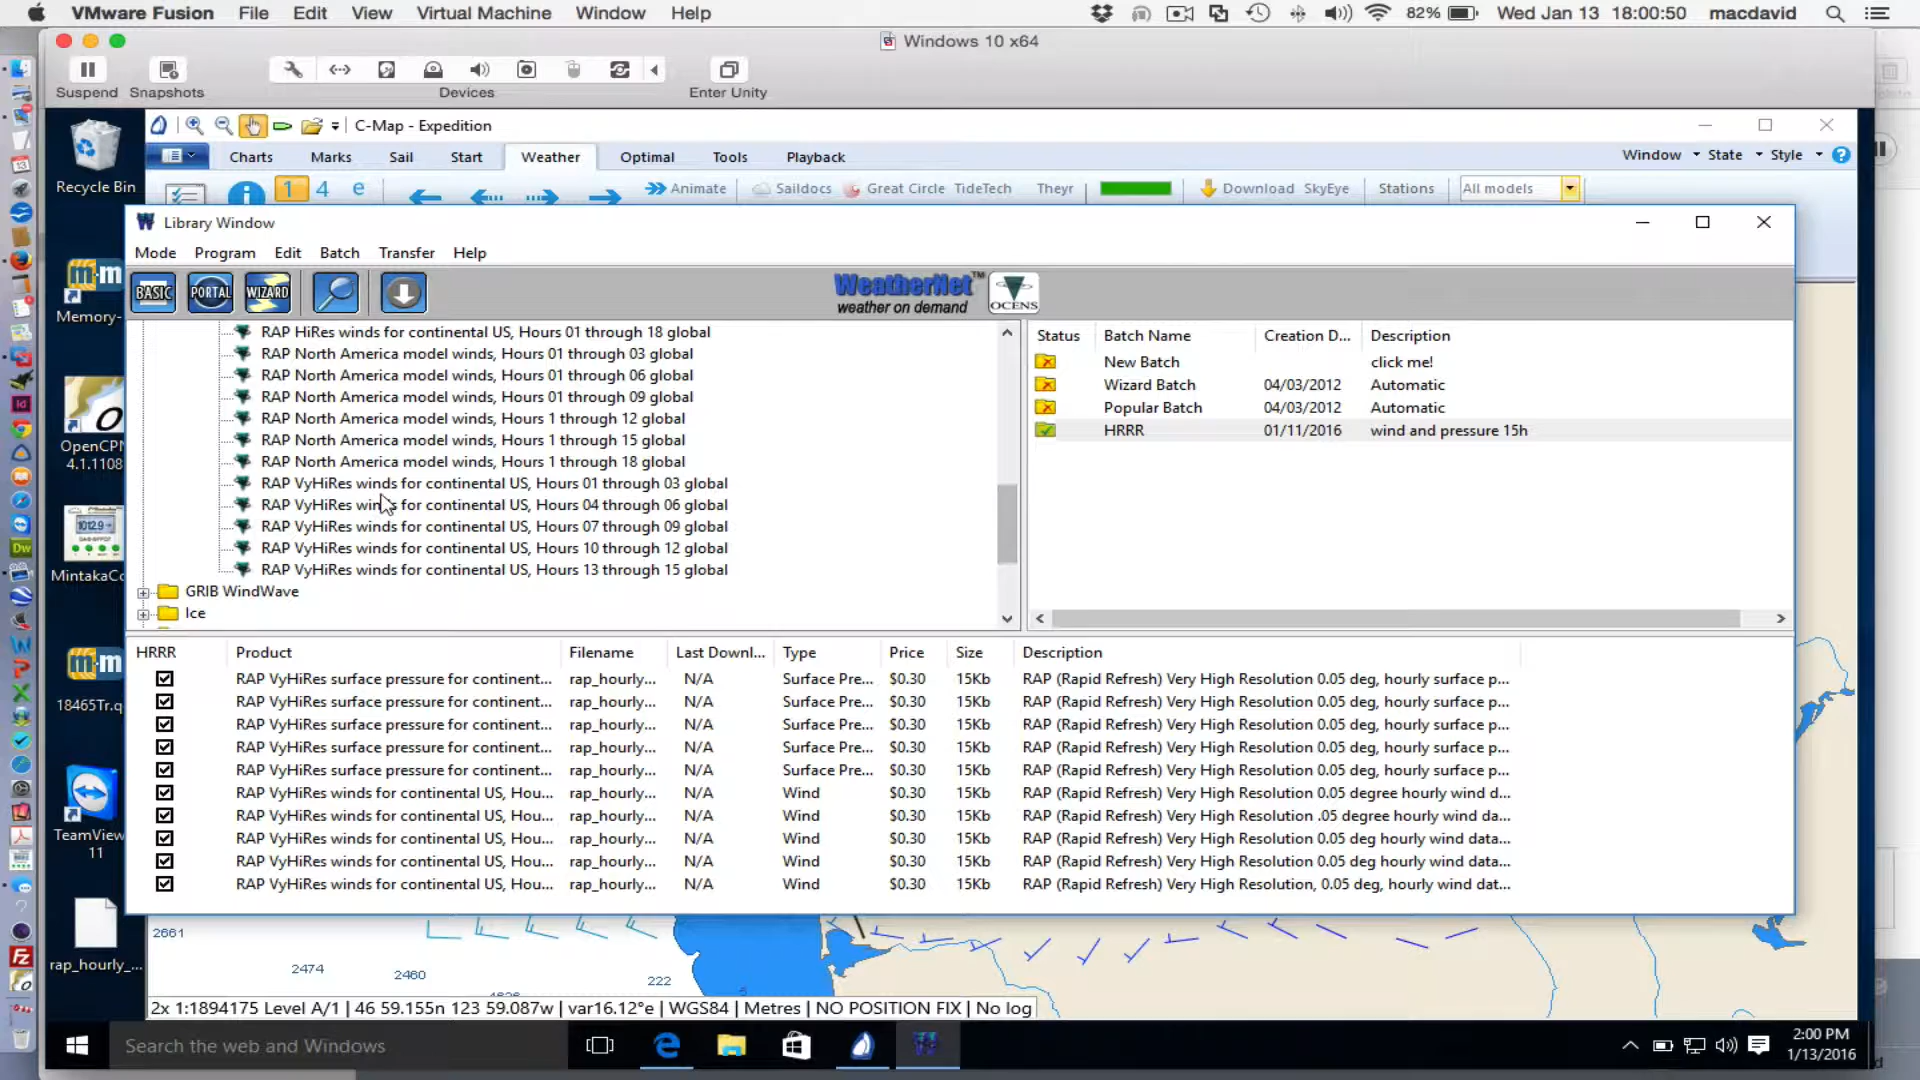 VMware Fusion File Edit View Virtual Machine Window Help 82% Wed Jan 13 18:00:50 macdavid
Windows 10 x64
Suspend Snapshots Devices Enter Unity
C-Map - Expedition
Charts Marks Sail Start Weather Optimal Tools Playback Window State Style
1 4 e Animate Saildocs Great Circle TideTech Theyr Download SkyEye Stations All models
Recycle Bin
Library Window
Mode Program Edit Batch Transfer Help
BASIC PORTAL WIZARD WeatherNet™ weather on demand OCENS
RAP HiRes winds for continental US, Hours 01 through 18 global
RAP North America model winds, Hours 01 through 03 global
RAP North America model winds, Hours 01 through 06 global
RAP North America model winds, Hours 01 through 09 global
RAP North America model winds, Hours 1 through 12 global
RAP North America model winds, Hours 1 through 15 global
RAP North America model winds, Hours 1 through 18 global
RAP VyHiRes winds for continental US, Hours 01 through 03 global
RAP VyHiRes winds for continental US, Hours 04 through 06 global
RAP VyHiRes winds for continental US, Hours 07 through 09 global
RAP VyHiRes winds for continental US, Hours 10 through 12 global
RAP VyHiRes winds for continental US, Hours 13 through 15 global
GRIB WindWave
Ice
Status Batch Name Creation D... Description
New Batch click me!
Wizard Batch 04/03/2012 Automatic
Popular Batch 04/03/2012 Automatic
HRRR 01/11/2016 wind and pressure 15h
Memory-
OpenCPN
4.1.1108
MintakaCo
18465Tr.q
TeamView
11
rap_hourly_...
HRRR Product Filename Last Downl... Type Price Size Description
RAP VyHiRes surface pressure for continent... rap_hourly... N/A Surface Pre... $0.30 15Kb RAP (Rapid Refresh) Very High Resolution 0.05 deg, hourly surface p...
RAP VyHiRes surface pressure for continent... rap_hourly... N/A Surface Pre... $0.30 15Kb RAP (Rapid Refresh) Very High Resolution 0.05 deg, hourly surface p...
RAP VyHiRes surface pressure for continent... rap_hourly... N/A Surface Pre... $0.30 15Kb RAP (Rapid Refresh) Very High Resolution 0.05 deg, hourly surface p...
RAP VyHiRes surface pressure for continent... rap_hourly... N/A Surface Pre... $0.30 15Kb RAP (Rapid Refresh) Very High Resolution 0.05 deg, hourly surface p...
RAP VyHiRes surface pressure for continent... rap_hourly... N/A Surface Pre... $0.30 15Kb RAP (Rapid Refresh) Very High Resolution 0.05 deg, hourly surface p...
RAP VyHiRes winds for continental US, Hou... rap_hourly... N/A Wind $0.30 15Kb RAP (Rapid Refresh) Very High Resolution 0.05 degree hourly wind d...
RAP VyHiRes winds for continental US, Hou... rap_hourly... N/A Wind $0.30 15Kb RAP (Rapid Refresh) Very High Resolution .05 degree hourly wind da...
RAP VyHiRes winds for continental US, Hou... rap_hourly... N/A Wind $0.30 15Kb RAP (Rapid Refresh) Very High Resolution 0.05 deg hourly wind data...
RAP VyHiRes winds for continental US, Hou... rap_hourly... N/A Wind $0.30 15Kb RAP (Rapid Refresh) Very High Resolution 0.05 deg hourly wind data...
RAP VyHiRes winds for continental US, Hou... rap_hourly... N/A Wind $0.30 15Kb RAP (Rapid Refresh) Very High Resolution, 0.05 deg, hourly wind dat...
2661
2474 2460 222
2x 1:1894175 Level A/1 | 46 59.155n 123 59.087w | var16.12°e | WGS84 | Metres | NO POSITION FIX | No log
Search the web and Windows 2:00 PM
1/13/2016